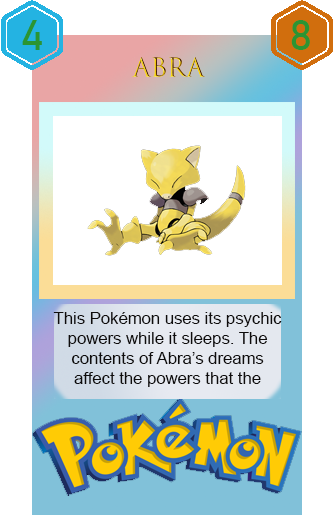 4 8
ABRA
This Pokémon uses its psychic
powers while it sleeps. The
contents of Abra's dreams
affect the powers that the
POKéMON